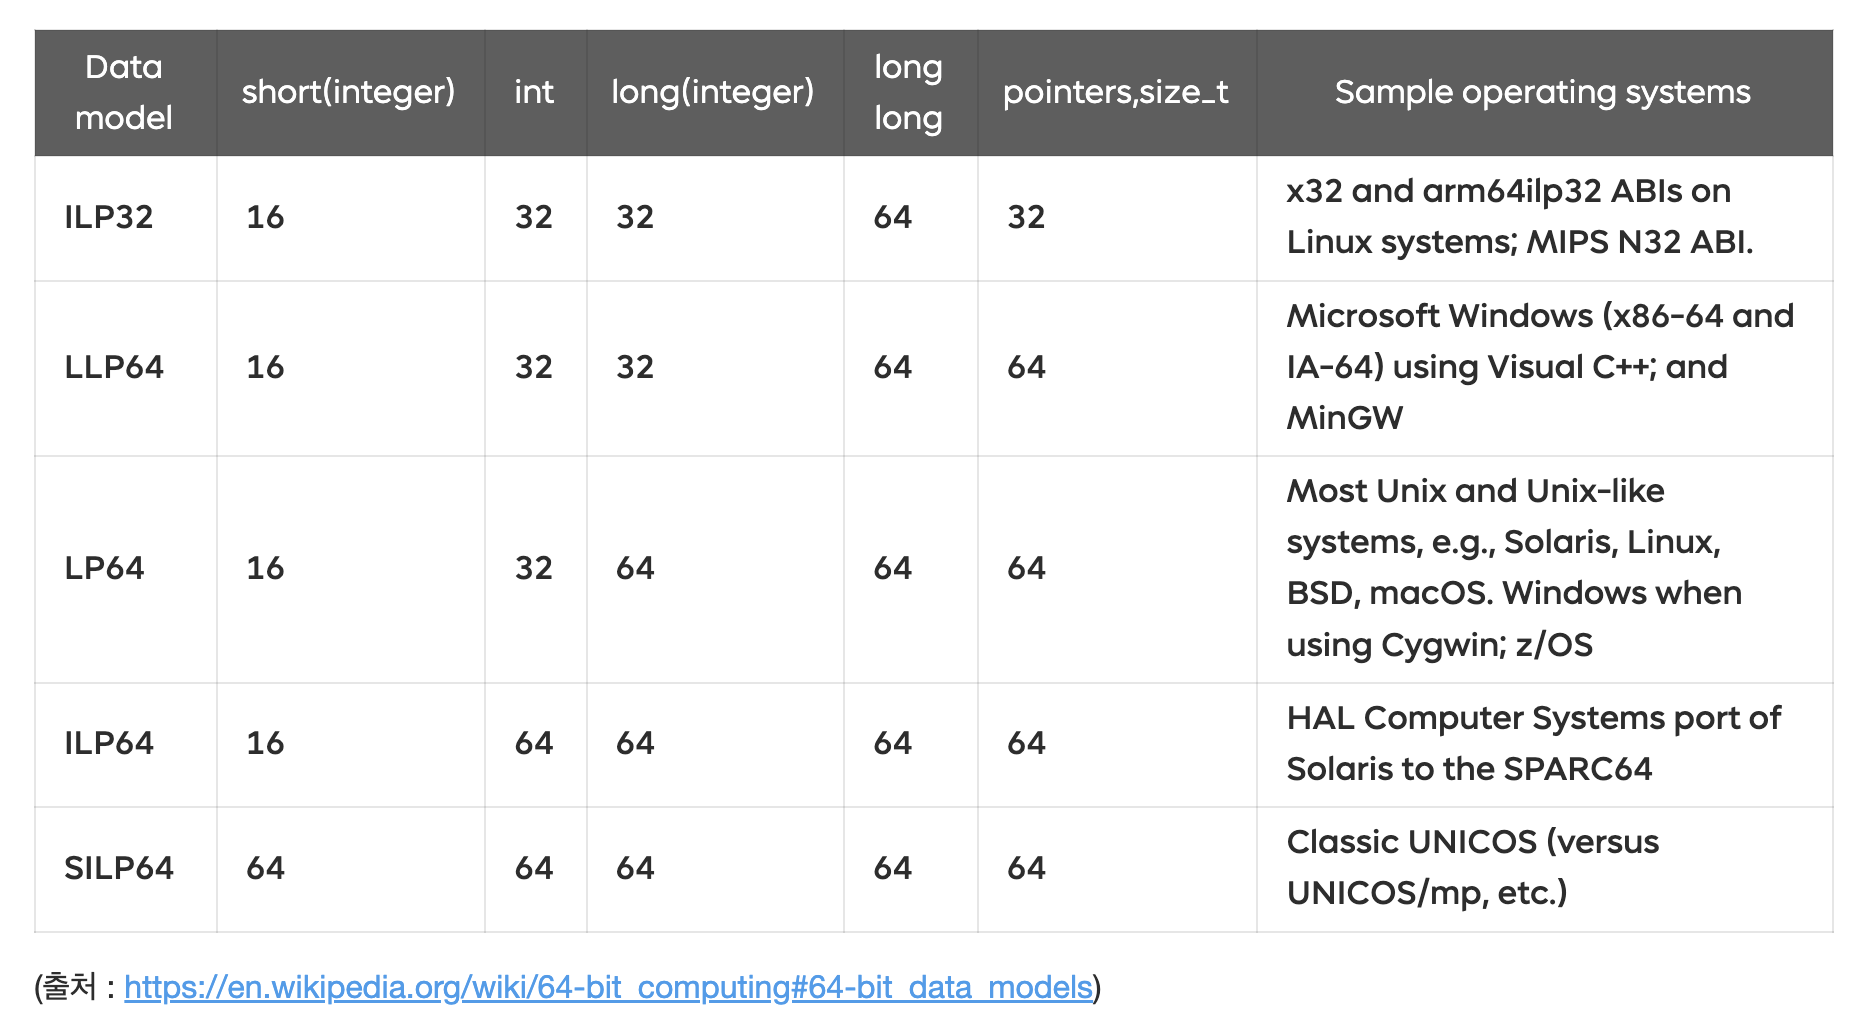 Data model short(integer) int long(integer) long long pointers,size_t Sample operating systems
ILP32 16 32 32 64 32 x32 and arm64ilp32 ABIs on
Linux systems; MIPS N32 ABI.
LLP64 16 32 32 64 64 Microsoft Windows (x86-64 and
IA-64) using Visual C++; and
MinGW
LP64 16 32 64 64 64 Most Unix and Unix-like
systems, e.g., Solaris, Linux,
BSD, macOS. Windows when
using Cygwin; z/OS
ILP64 16 64 64 64 64 HAL Computer Systems port of
Solaris to the SPARC64
SILP64 64 64 64 64 64 Classic UNICOS (versus
UNICOS/mp, etc.)
(출처 : https://en.wikipedia.org/wiki/64-bit_computing#64-bit_data_models)